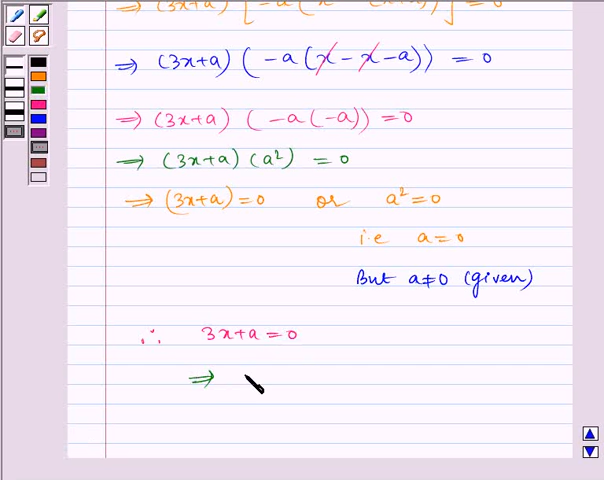 ⇒ (3x+a) (-a(x-x-a)) = 0
⇒ (3x+a) (-a(-a)) = 0
⇒ (3x+a) (a²) = 0
⇒ (3x+a) = 0 or a² = 0
i.e a = 0
But a ≠ 0 (given)
∴ 3x+a = 0
⇒